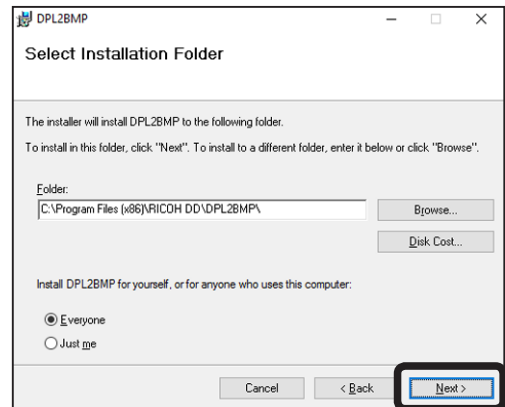 DPL2BMP
Select Installation Folder
The installer will install DPL2BMP to the following folder.
To install in this folder, click "Next". To install to a different folder, enter it below or click "Browse".
Folder:
C:\Program Files (x86)\RICOH DD\DPL2BMP\
Browse...
Disk Cost...
Install DPL2BMP for yourself, or for anyone who uses this computer:
Everyone
Just me
Cancel
< Back
Next >